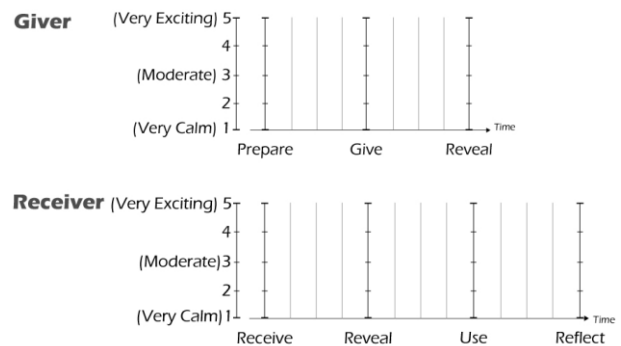 Giver (Very Exciting) 5
4
(Moderate) 3
2
(Very Calm) 1
Time
Prepare Give Reveal
Receiver (Very Exciting) 5
4
(Moderate) 3
2
(Very Calm) 1
Time
Receive Reveal Use Reflect